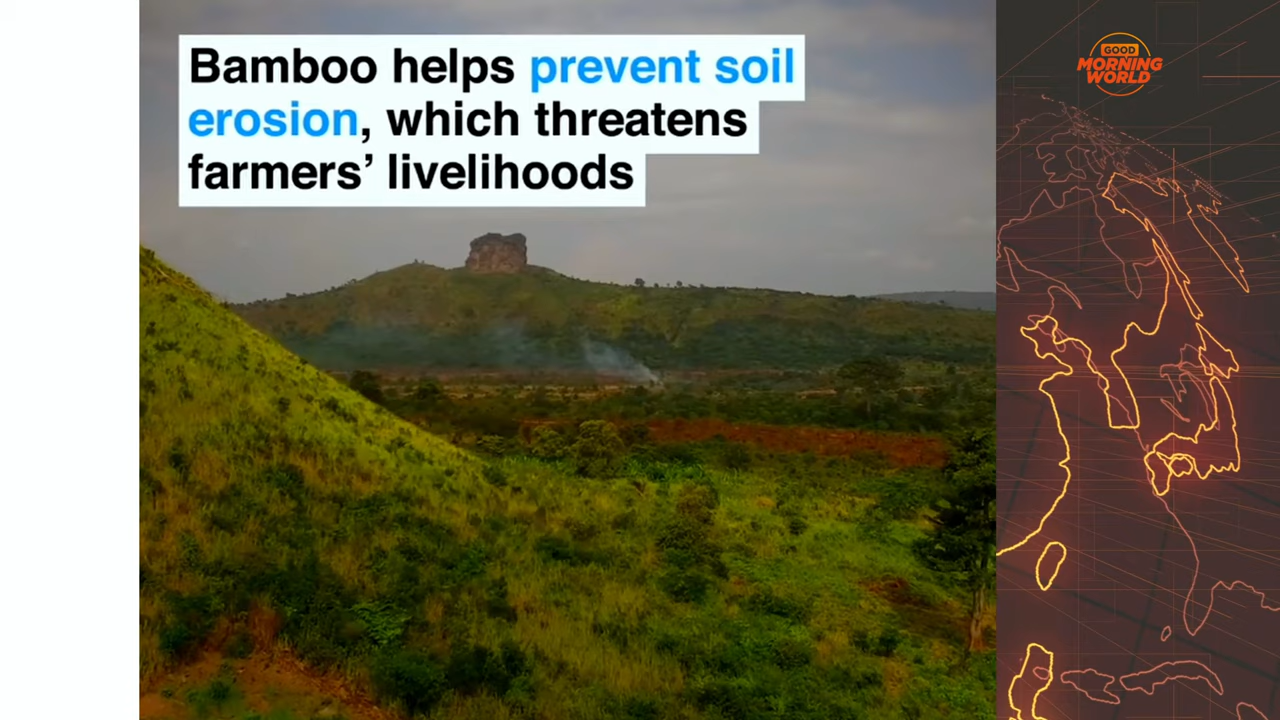 Bamboo helps prevent soil
erosion, which threatens
farmers’ livelihoods
GOOD
MORNING
WORLD